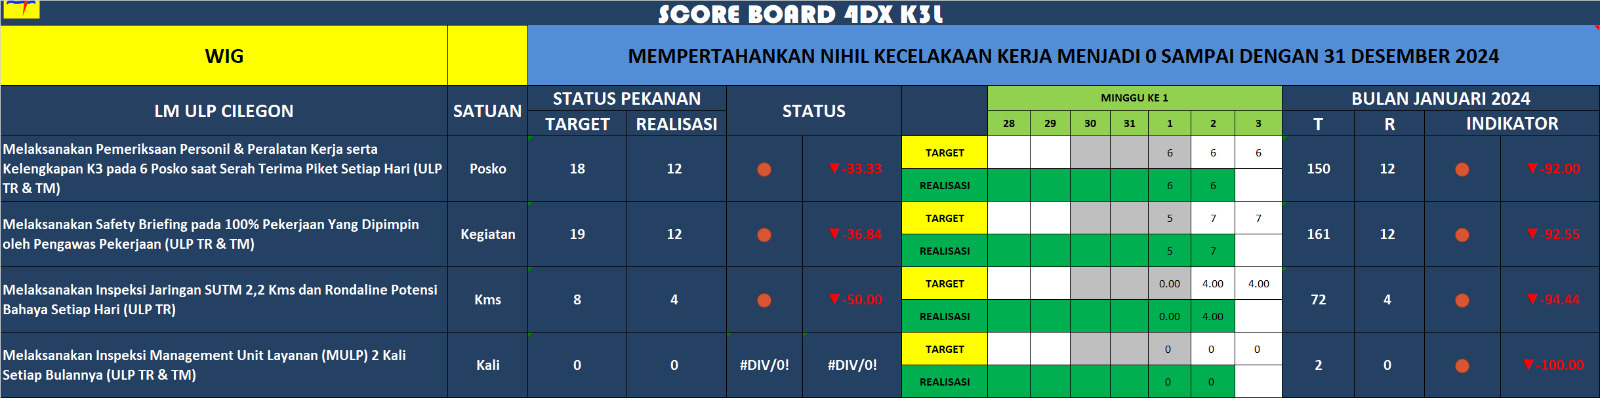 SCORE BOARD 4DX K3L
WIG
MEMPERTAHANKAN NIHIL KECELAKAAN KERJA MENJADI 0 SAMPAI DENGAN 31 DESEMBER 2024
LM ULP CILEGON
SATUAN
STATUS PEKANAN
STATUS
MINGGU KE 1
BULAN JANUARI 2024
TARGET REALISASI
28 29 30 31 1 2 3
T R INDIKATOR
Melaksanakan Pemeriksaan Personil & Peralatan Kerja serta
Kelengkapan K3 pada 6 Posko saat Serah Terima Piket Setiap Hari (ULP
TR & TM)
Posko
18 12 ▼-33.33
TARGET 6 6 6
REALISASI 6 6
150 12 ▼-92.00
Melaksanakan Safety Briefing pada 100% Pekerjaan Yang Dipimpin
oleh Pengawas Pekerjaan (ULP TR & TM)
Kegiatan
19 12 ▼-36.84
TARGET 5 7 7
REALISASI 5 7
161 12 ▼-92.55
Melaksanakan Inspeksi Jaringan SUTM 2,2 Kms dan Rondaline Potensi
Bahaya Setiap Hari (ULP TR)
Kms
8 4 ▼-50.00
TARGET 0.00 4.00 4.00
REALISASI 0.00 4.00
72 4 ▼-94.44
Melaksanakan Inspeksi Management Unit Layanan (MULP) 2 Kali
Setiap Bulannya (ULP TR & TM)
Kali
0 0 #DIV/0! #DIV/0!
TARGET 0 0 0
REALISASI 0 0
2 0 ▼-100.00